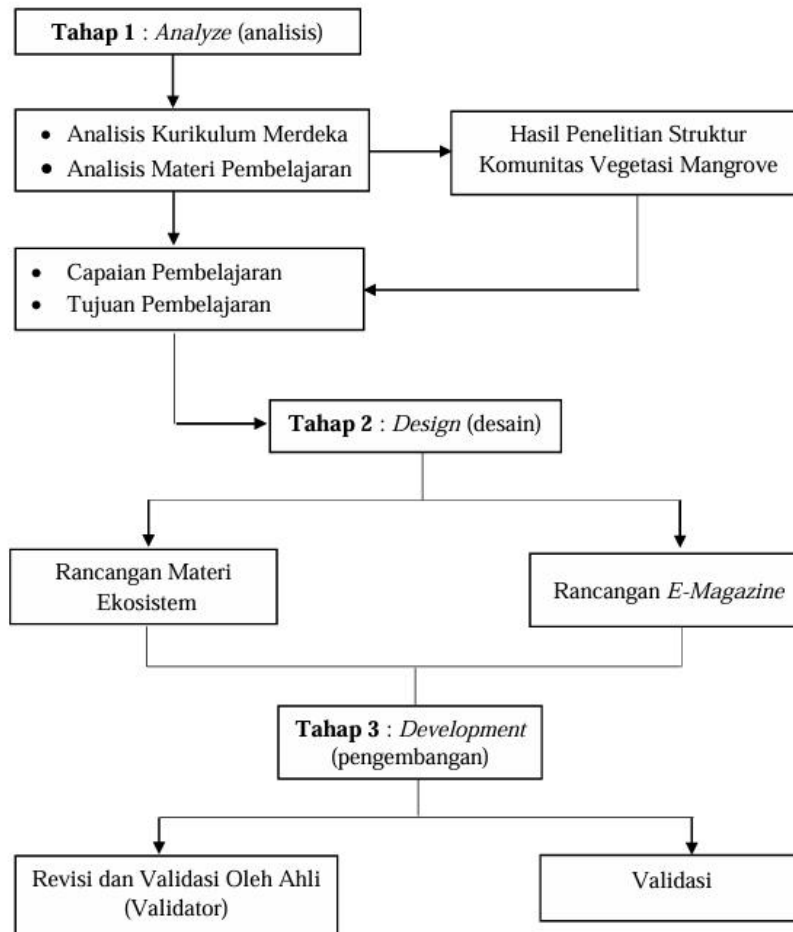 Tahap 1 : Analyze (analisis)
• Analisis Kurikulum Merdeka
• Analisis Materi Pembelajaran
Hasil Penelitian Struktur
Komunitas Vegetasi Mangrove
• Capaian Pembelajaran
• Tujuan Pembelajaran
Tahap 2 : Design (desain)
Rancangan Materi
Ekosistem
Rancangan E-Magazine
Tahap 3 : Development
(pengembangan)
Revisi dan Validasi Oleh Ahli
(Validator)
Validasi